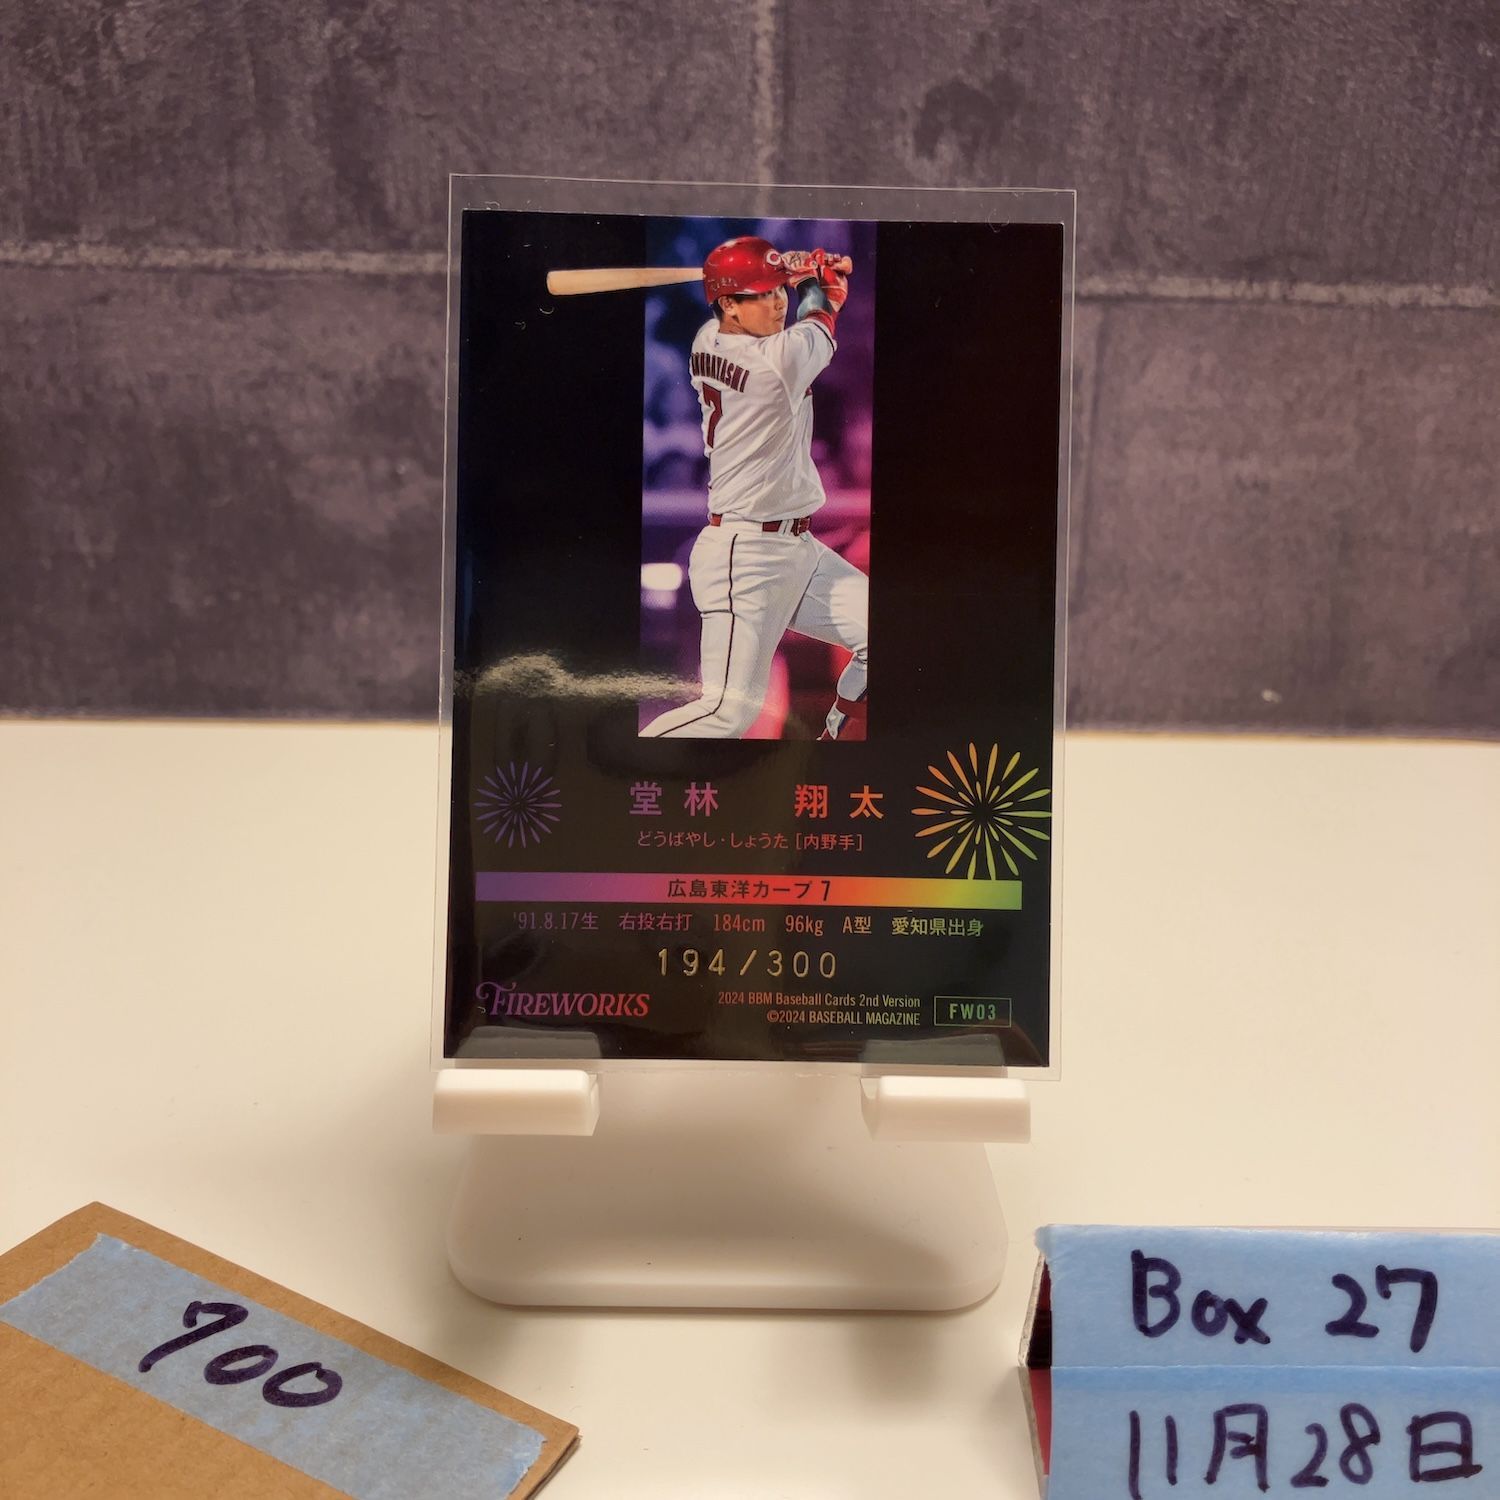 C
DOUBAYASHI
7
堂林 翔太
どうばやし・しょうた [内野手]
広島東洋カープ 7
'91.8.17生 右投右打 184cm 96kg A型 愛知県出身
194/300
FIREWORKS
2024 BBM Baseball Cards 2nd Version
©2024 BASEBALL MAGAZINE
FW03
700
Box 27
11月28日